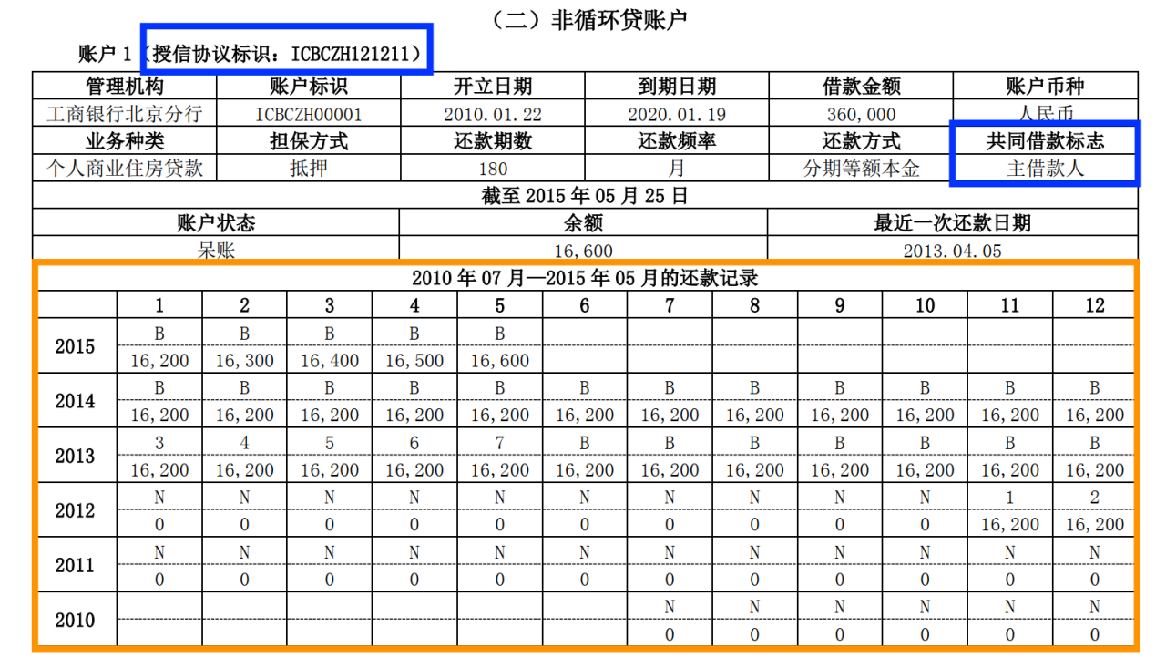 （二）非循环贷账户
账户 1（授信协议标识：ICBCZH121211）
管理机构 账户标识 开立日期 到期日期 借款金额 账户币种
工商银行北京分行 ICBCZH00001 2010.01.22 2020.01.19 360,000 人民币
业务种类 担保方式 还款期数 还款频率 还款方式 共同借款标志
个人商业住房贷款 抵押 180 月 分期等额本金 主借款人
截至 2015 年 05 月 25 日
账户状态 余额 最近一次还款日期
呆账 16,600 2013.04.05
2010 年 07 月—2015 年 05 月的还款记录
1 2 3 4 5 6 7 8 9 10 11 12
2015
B B B B B
16,200 16,300 16,400 16,500 16,600
2014
B B B B B B B B B B B B
16,200 16,200 16,200 16,200 16,200 16,200 16,200 16,200 16,200 16,200 16,200 16,200
2013
3 4 5 6 7 B B B B B B B
16,200 16,200 16,200 16,200 16,200 16,200 16,200 16,200 16,200 16,200 16,200 16,200
2012
N N N N N N N N N N 1 2
0 0 0 0 0 0 0 0 0 0 16,200 16,200
2011
N N N N N N N N N N N N
0 0 0 0 0 0 0 0 0 0 0 0
2010
N N N N N N
0 0 0 0 0 0